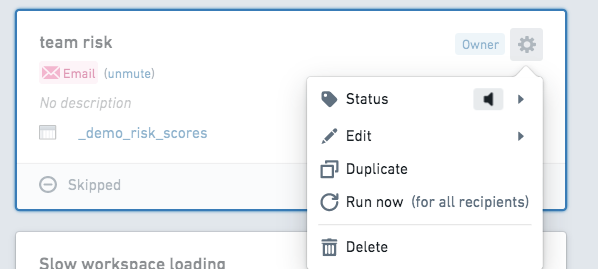 team risk
Owner
Email (unmute)
No description
_demo_risk_scores
Skipped
Status
Edit
Duplicate
Run now (for all recipients)
Delete
Slow workspace loading